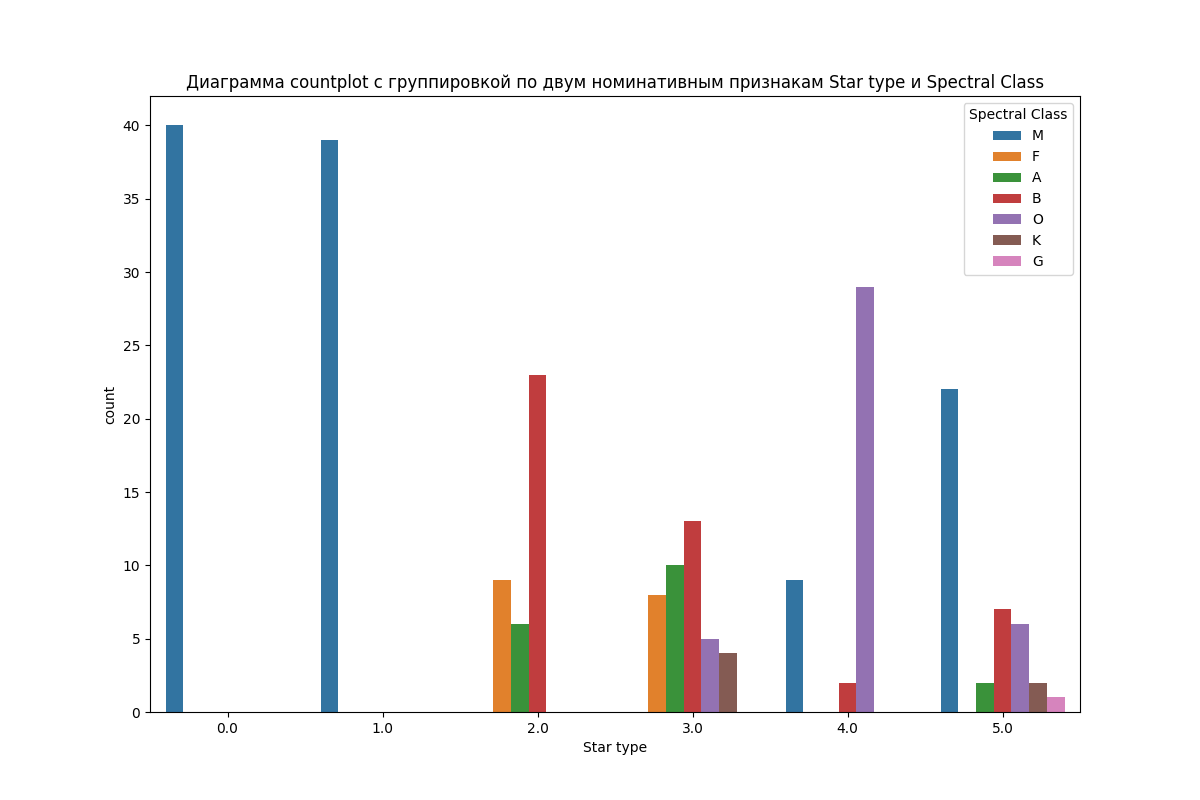 Диаграмма countplot с группировкой по двум номинативным признакам Star type и Spectral Class
Spectral Class
M
F
A
B
O
K
G
40
35
30
25
20
15
10
5
0
count
0.0 1.0 2.0 3.0 4.0 5.0
Star type